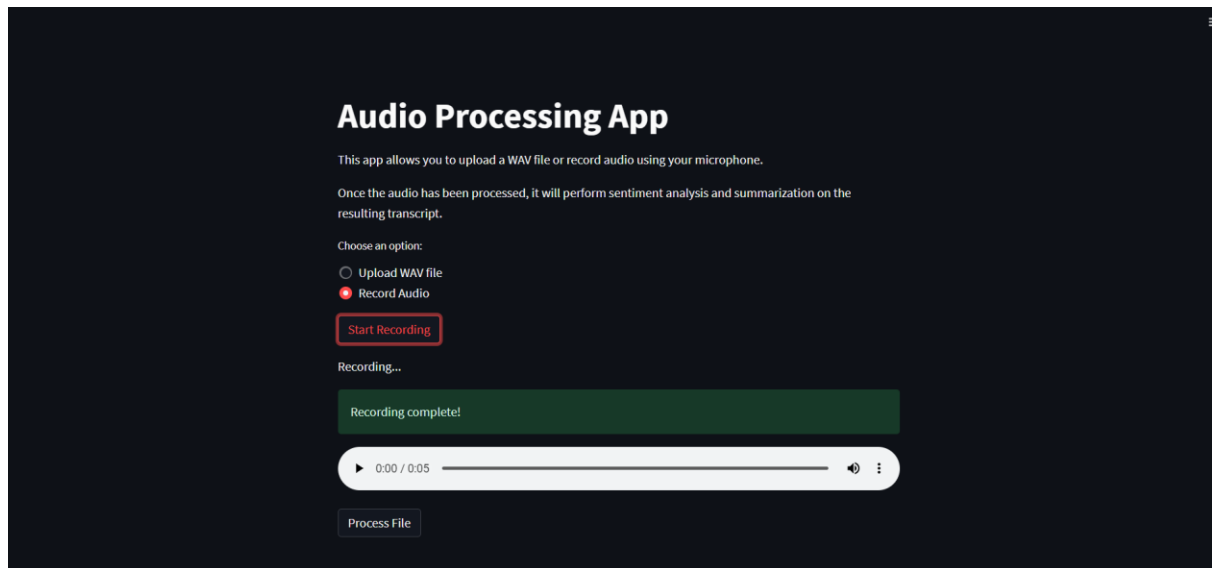 Audio Processing App
This app allows you to upload a WAV file or record audio using your microphone.
Once the audio has been processed, it will perform sentiment analysis and summarization on the
resulting transcript.
Choose an option:
Upload WAV file
Record Audio
Start Recording
Recording...
Recording complete!
0:00 / 0:05
Process File